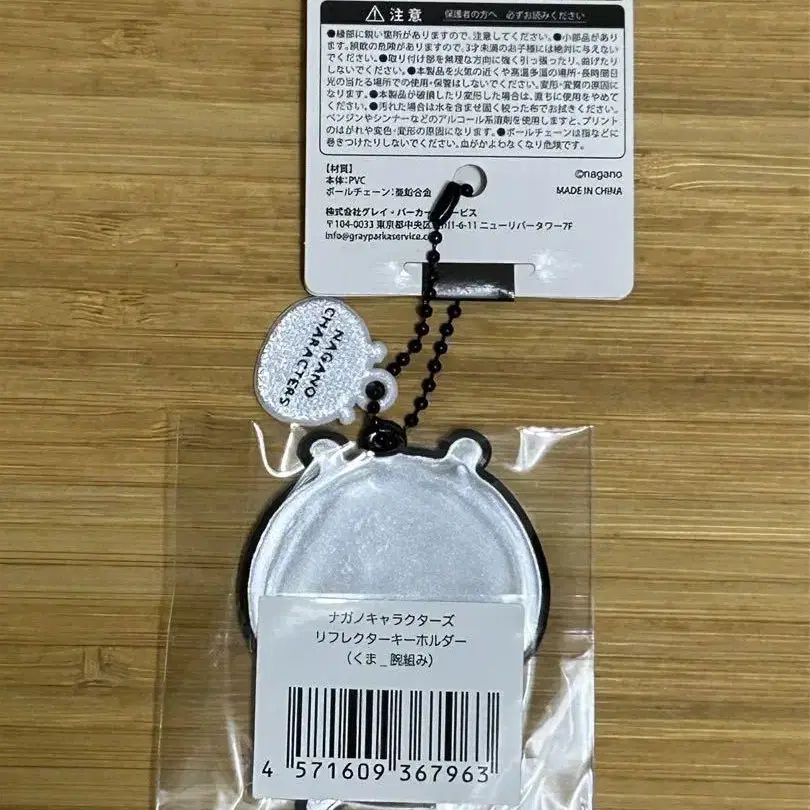 注意 保護者の方へ 必ずお読みください
●縁部に鋭い箇所がありますので、注意してください。●小部品があり
ます。誤飲の危険がありますので、3才未満のお子様には絶対に与えない
でください。●取り付け部を無理な方向に強く引っ張ったり、曲げたり
しないでください。●本製品を火気の近くや高温多湿の場所・長時間日
光の当たる場所での使用・保管はしないでください。変形・変質の原因に
なります。●本製品が破損したり変形した場合は、直ちに使用をやめて
ください。●汚れた場合は水を含ませ固く絞った布でお拭きください。
ベンジンやシンナーなどのアルコール系溶剤を使用しますと、プリント
のはがれや変色・変形の原因になります。●ボールチェーンは指などに
巻きつけたりしないでください。血がかよわなくなり危険です。
【材質】
本体:PVC
ボールチェーン:亜鉛合金
©nagano
MADE IN CHINA
株式会社グレイ・パーカー・サービス
〒104-0033 東京都中央区 1-6-11 ニューリバータワー7F
info@grayparkaservice.c
NAGANO
CHARACTERS
ナガノキャラクターズ
リフレクターキーホルダー
(くま_腕組み)
4 571609 367963